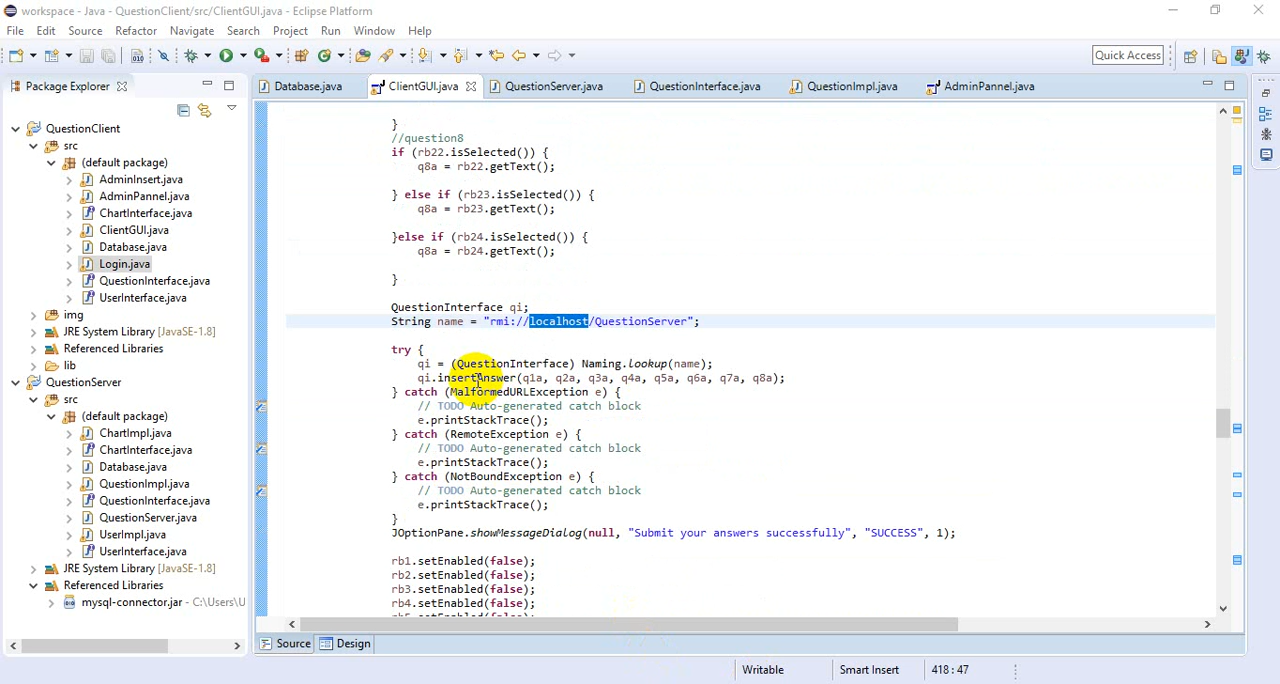 workspace - Java - QuestionClient/src/ClientGUI.java - Eclipse Platform
File Edit Source Refactor Navigate Search Project Run Window Help
Quick Access
Package Explorer
Database.java ClientGUI.java QuestionServer.java QuestionInterface.java QuestionImpl.java AdminPannel.java
QuestionClient
src
(default package)
AdminInsert.java
AdminPannel.java
ChartInterface.java
ClientGUI.java
Database.java
Login.java
QuestionInterface.java
UserInterface.java
img
JRE System Library [JavaSE-1.8]
Referenced Libraries
lib
QuestionServer
src
(default package)
ChartImpl.java
ChartInterface.java
Database.java
QuestionImpl.java
QuestionInterface.java
QuestionServer.java
UserImpl.java
UserInterface.java
JRE System Library [JavaSE-1.8]
Referenced Libraries
mysql-connector.jar - C:\Users\U
}
//question8
if (rb22.isSelected()) {
q8a = rb22.getText();
} else if (rb23.isSelected()) {
q8a = rb23.getText();
}else if (rb24.isSelected()) {
q8a = rb24.getText();
}
QuestionInterface qi;
String name = "rmi://localhost/QuestionServer";
try {
qi = (QuestionInterface) Naming.lookup(name);
qi.insertAnswer(q1a, q2a, q3a, q4a, q5a, q6a, q7a, q8a);
} catch (MalformedURLException e) {
// TODO Auto-generated catch block
e.printStackTrace();
} catch (RemoteException e) {
// TODO Auto-generated catch block
e.printStackTrace();
} catch (NotBoundException e) {
// TODO Auto-generated catch block
e.printStackTrace();
}
JOptionPane.showMessageDialog(null, "Submit your answers successfully", "SUCCESS", 1);
rb1.setEnabled(false);
rb2.setEnabled(false);
rb3.setEnabled(false);
rb4.setEnabled(false);
Source Design
Writable Smart Insert 418 : 47